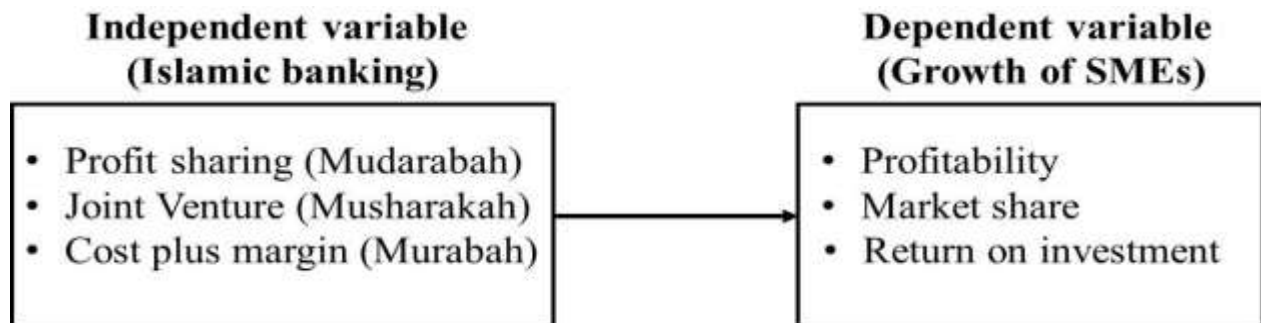 Independent variable
(Islamic banking)
• Profit sharing (Mudarabah)
• Joint Venture (Musharakah)
• Cost plus margin (Murabah)
Dependent variable
(Growth of SMEs)
• Profitability
• Market share
• Return on investment